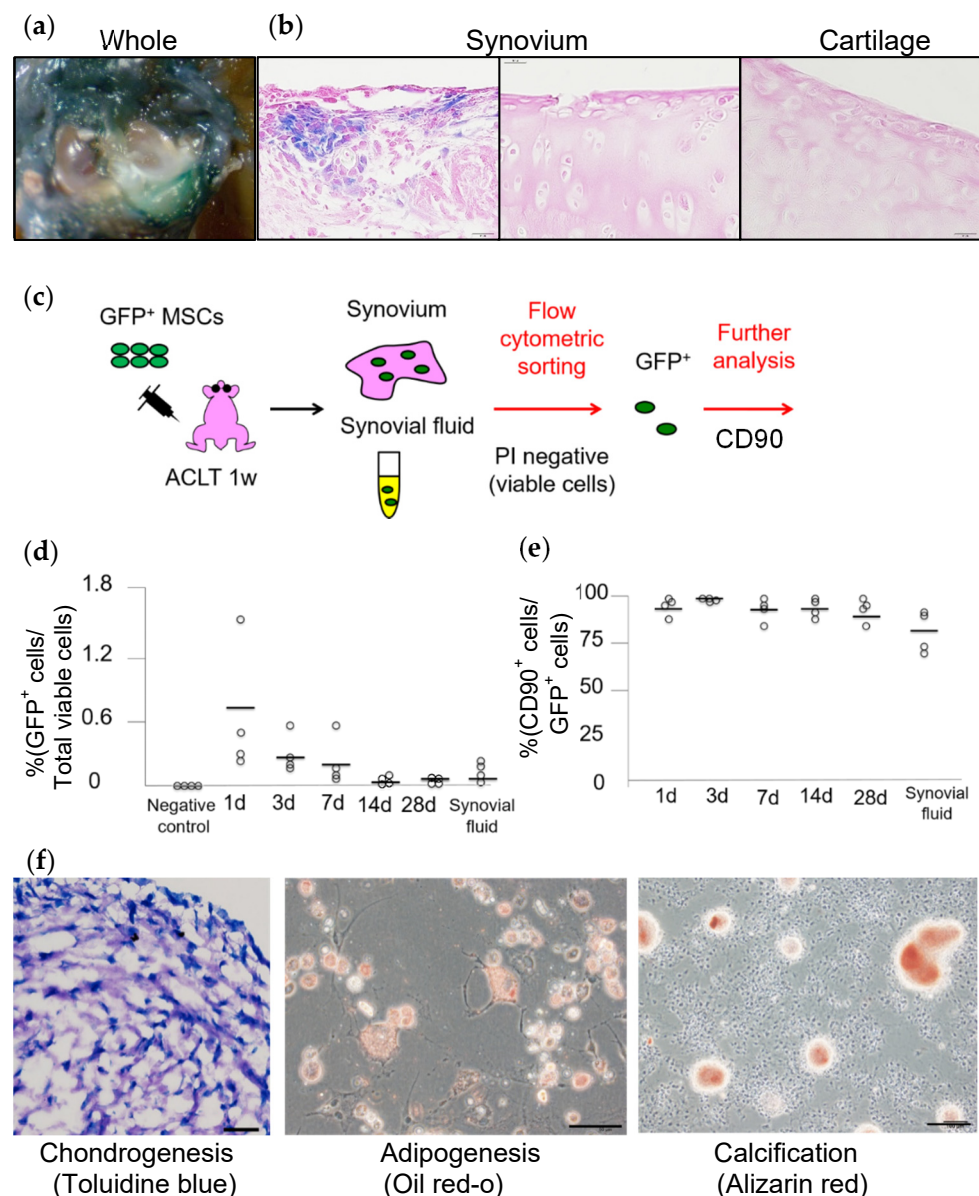 (a)
Whole
(b)
Synovium
Cartilage
(c)
GFP⁺ MSCs
ACLT 1w
Synovium
Synovial fluid
Flow
cytometric
sorting
PI negative
(viable cells)
GFP⁺
Further
analysis
CD90
(d)
%(GFP⁺ cells/
Total viable cells)
1.8
1.2
0.6
0
Negative
control
1d
3d
7d
14d
28d
Synovial
fluid
(e)
%(CD90⁺ cells/
GFP⁺ cells)
100
75
50
25
0
1d
3d
7d
14d
28d
Synovial
fluid
(f)
Chondrogenesis
(Toluidine blue)
Adipogenesis
(Oil red-o)
Calcification
(Alizarin red)